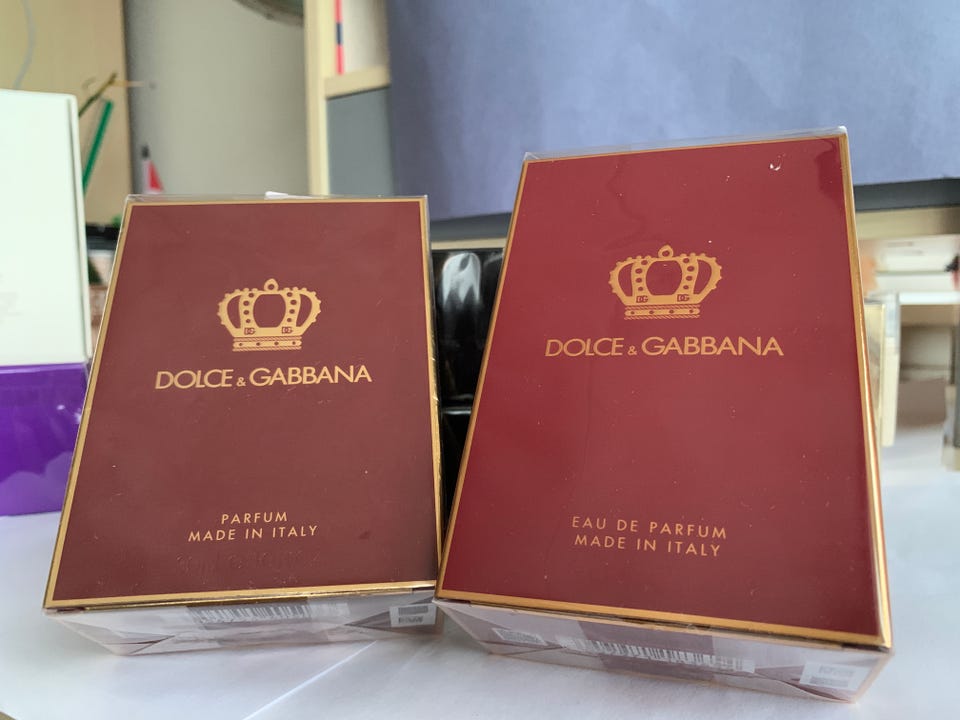 DOLCE & GABBANA
PARFUM
MADE IN ITALY
DOLCE & GABBANA
EAU DE PARFUM
MADE IN ITALY